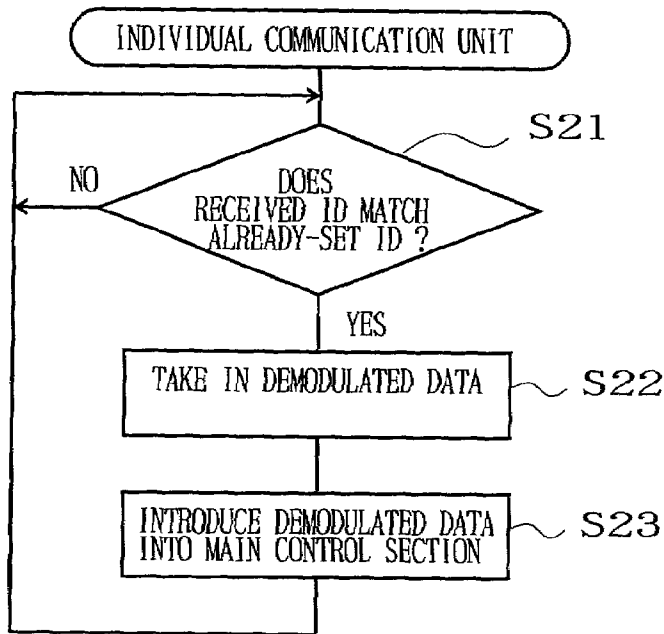 INDIVIDUAL COMMUNICATION UNIT
S21
NO
DOES
RECEIVED ID MATCH
ALREADY-SET ID ?
YES
TAKE IN DEMODULATED DATA
S22
INTRODUCE DEMODULATED DATA
INTO MAIN CONTROL SECTION
S23